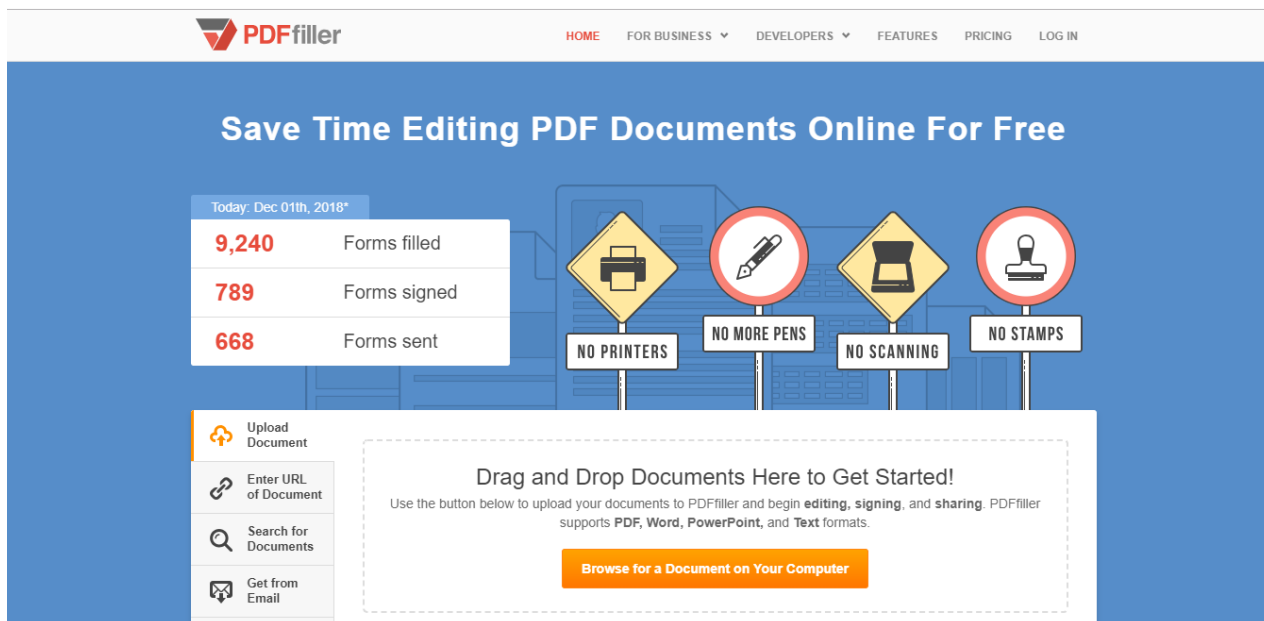 PDFfiller
HOME FOR BUSINESS DEVELOPERS FEATURES PRICING LOG IN
Save Time Editing PDF Documents Online For Free
Today: Dec 01th, 2018*
9,240 Forms filled
789 Forms signed
668 Forms sent
NO PRINTERS
NO MORE PENS
NO SCANNING
NO STAMPS
Upload
Document
Enter URL
of Document
Search for
Documents
Get from
Email
Drag and Drop Documents Here to Get Started!
Use the button below to upload your documents to PDFfiller and begin editing, signing, and sharing. PDFfiller
supports PDF, Word, PowerPoint, and Text formats.
Browse for a Document on Your Computer